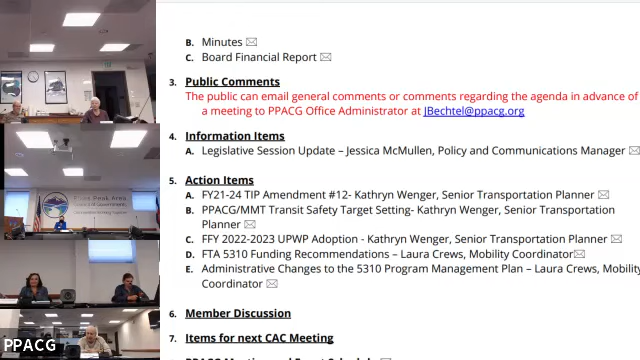 B. Minutes
C. Board Financial Report
3. Public Comments
The public can email general comments or comments regarding the agenda in advance of
a meeting to PPACG Office Administrator at JBechtel@ppacg.org
4. Information Items
A. Legislative Session Update – Jessica McMullen, Policy and Communications Manager
5. Action Items
A. FY21-24 TIP Amendment #12- Kathryn Wenger, Senior Transportation Planner
B. PPACG/MMT Transit Safety Target Setting- Kathryn Wenger, Senior Transportation
Planner
C. FFY 2022-2023 UPWP Adoption - Kathryn Wenger, Senior Transportation Planner
D. FTA 5310 Funding Recommendations – Laura Crews, Mobility Coordinator
E. Administrative Changes to the 5310 Program Management Plan – Laura Crews, Mobility
Coordinator
6. Member Discussion
7. Items for next CAC Meeting
Pikes Peak Area
PPACG